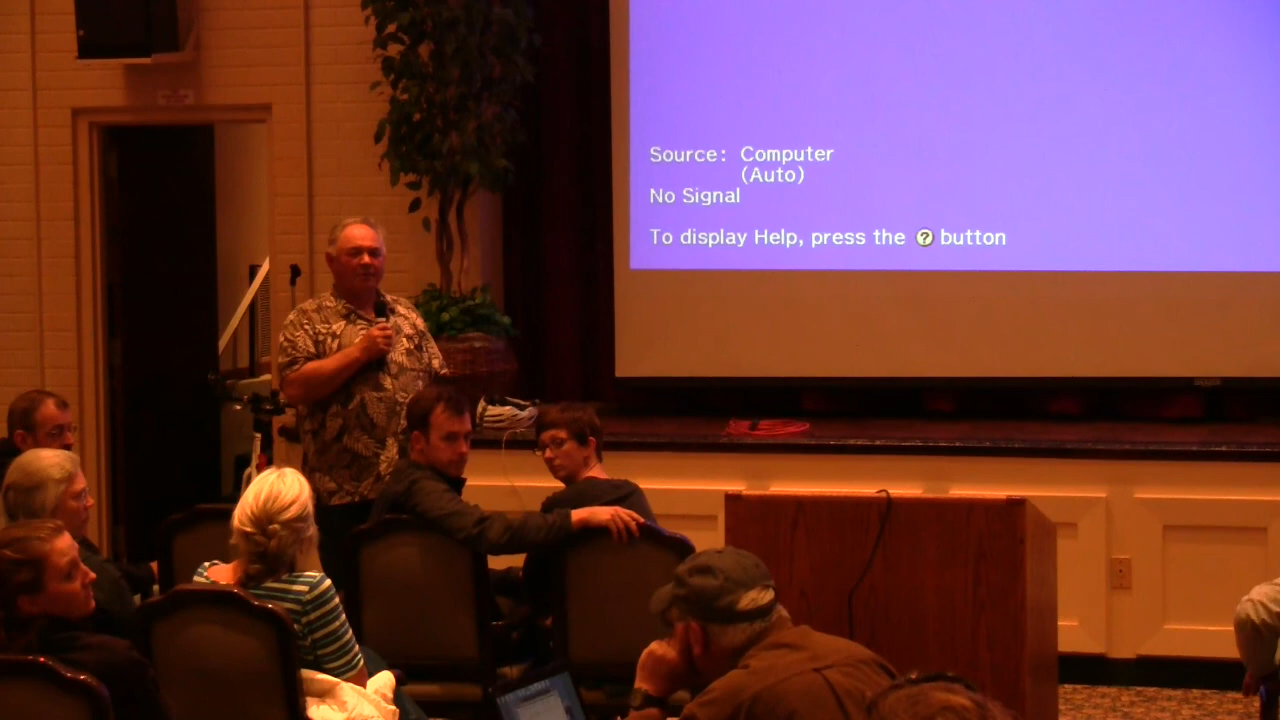 Source: Computer
(Auto)
No Signal
To display Help, press the ? button